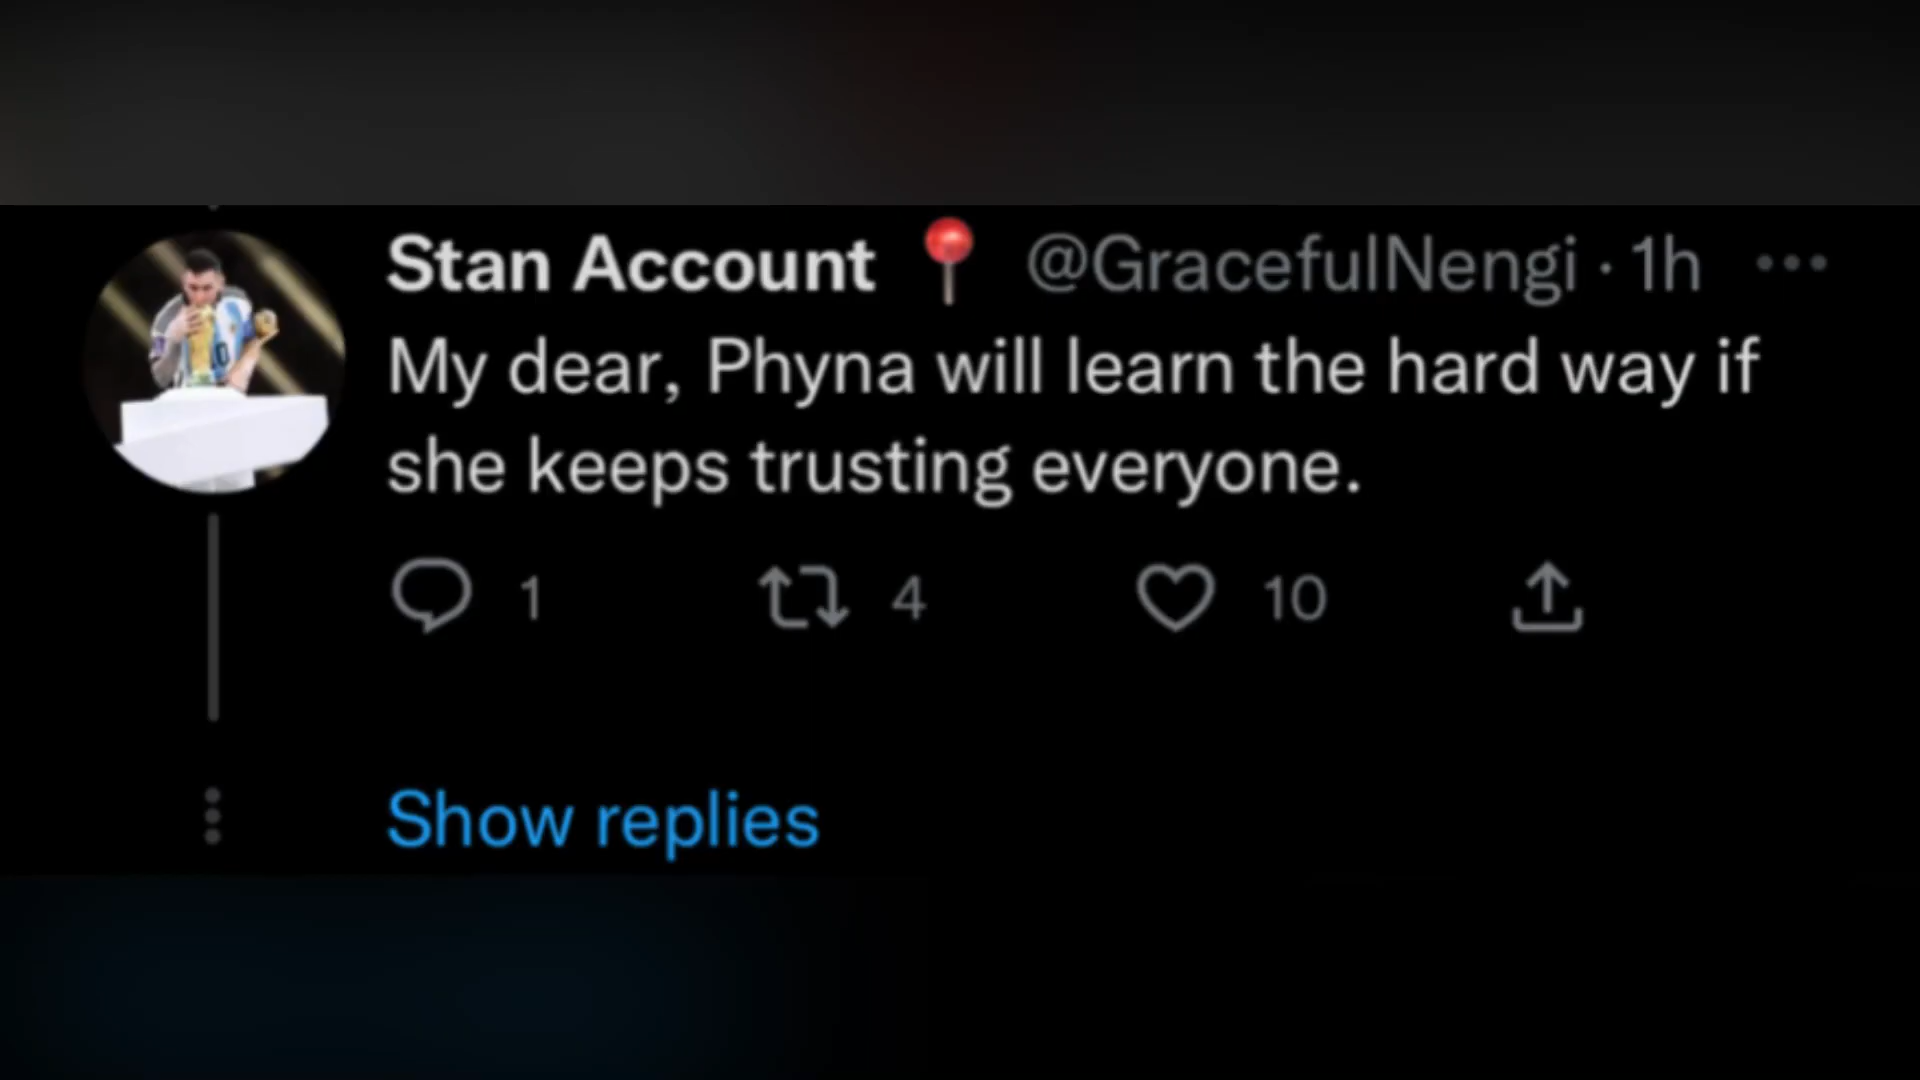 Stan Account 📍 @GracefulNengi · 1h
My dear, Phyna will learn the hard way if
she keeps trusting everyone.
1 4 10
Show replies